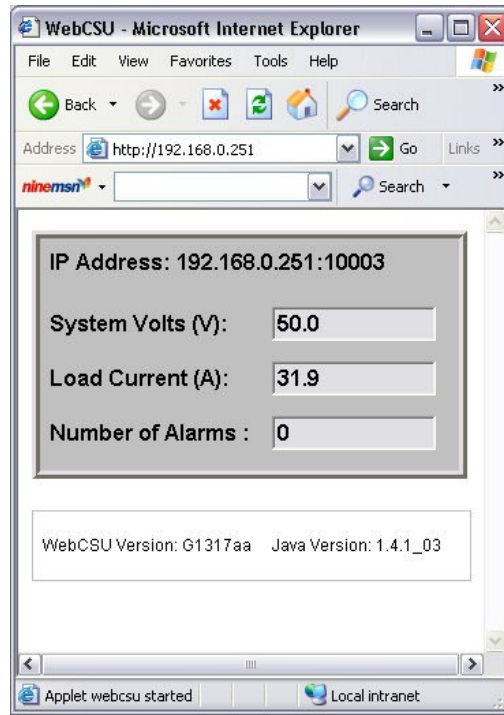 WebCSU - Microsoft Internet Explorer
File Edit View Favorites Tools Help
Back Search »
Address http://192.168.0.251 Go Links »
ninemsn Search »
IP Address: 192.168.0.251:10003
System Volts (V): 50.0
Load Current (A): 31.9
Number of Alarms : 0
WebCSU Version: G1317aa Java Version: 1.4.1_03
Applet webcsu started Local intranet